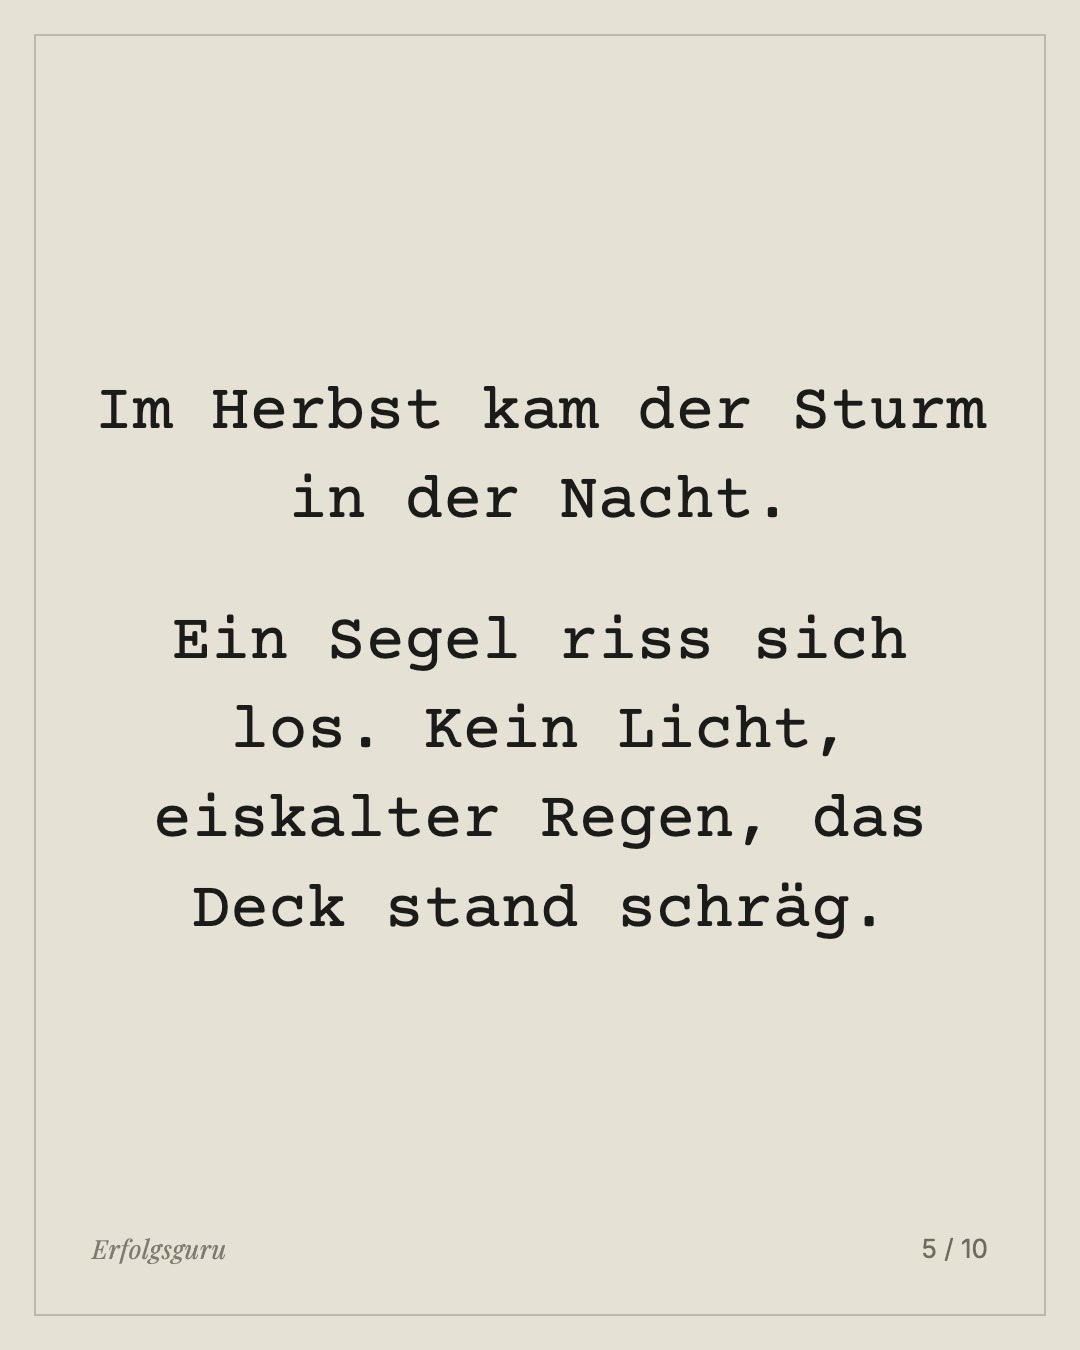 Im Herbst kam der Sturm
in der Nacht.
Ein Segel riss sich
los. Kein Licht,
eiskalter Regen, das
Deck stand schräg.
Erfolgsguru
5 / 10